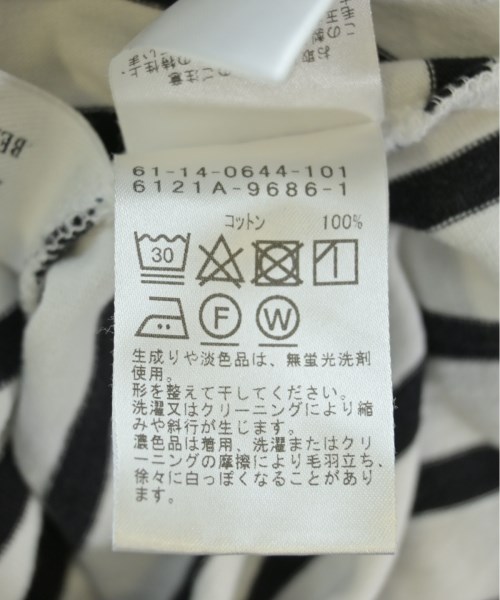 61-14-0644-101
6121A-9686-1
コットン 100%
30
F W
生成りや淡色品は、無蛍光洗剤
使用。
形を整えて干してください。
洗濯又はクリーニングにより縮
みや斜行が生じます。
濃色品は着用、洗濯またはクリ
ーニングの摩擦により毛羽立ち、
徐々に白っぽくなることがあり
ます。